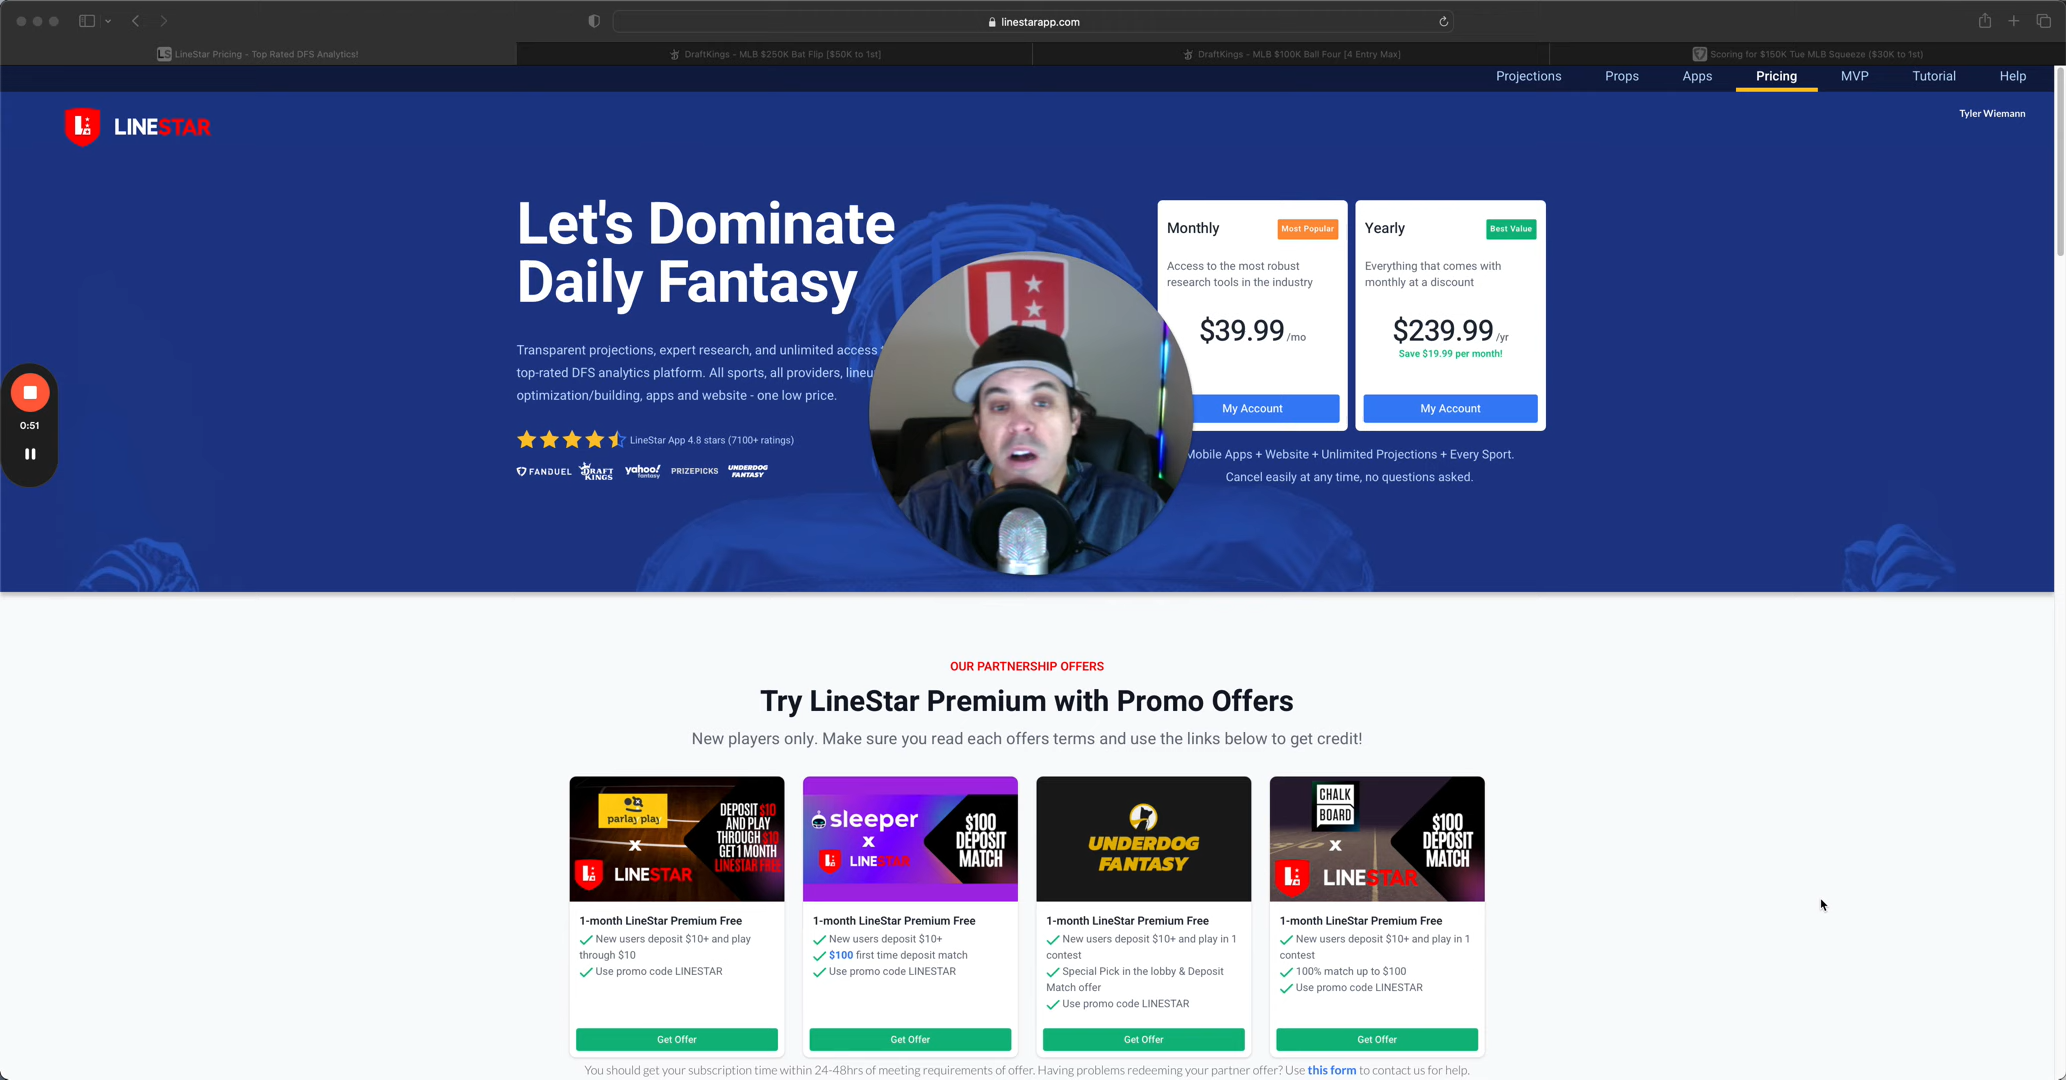 linestarapp.com
LineStar Pricing - Top Rated DFS Analytics!
DraftKings - MLB $250K Bat Flip [$50K to 1st]
DraftKings - MLB $100K Ball Four [4 Entry Max]
Scoring for $150K Tue MLB Squeeze ($30K to 1st)
Projections
Props
Apps
Pricing
MVP
Tutorial
Help
LINESTAR
Tyler Wiemann
Let's Dominate
Daily Fantasy
Transparent projections, expert research, and unlimited access
top-rated DFS analytics platform. All sports, all providers,
optimization/building, apps and website - one low price.
LineStar App 4.8 stars (7100+ ratings)
FANDUEL
DRAFT
KINGS
yahoo!
fantasy
PRIZEPICKS
UNDERDOG
FANTASY
Monthly
Most Popular
Access to the most robust
research tools in the industry
$39.99 /mo
My Account
Yearly
Best Value
Everything that comes with
monthly at a discount
$239.99 /yr
Save $19.99 per month!
My Account
Mobile Apps + Website + Unlimited Projections + Every Sport.
Cancel easily at any time, no questions asked.
0:51
OUR PARTNERSHIP OFFERS
Try LineStar Premium with Promo Offers
New players only. Make sure you read each offers terms and use the links below to get credit!
parlayplay
X
LINESTAR
DEPOSIT $10
AND PLAY
THROUGH $10
GET 1 MONTH
LINESTAR FREE
1-month LineStar Premium Free
New users deposit $10+ and play
through $10
Use promo code LINESTAR
Get Offer
sleeper
X
LINESTAR
$100
DEPOSIT
MATCH
1-month LineStar Premium Free
New users deposit $10+
$100 first time deposit match
Use promo code LINESTAR
Get Offer
UNDERDOG
FANTASY
1-month LineStar Premium Free
New users deposit $10+ and play in 1
contest
Special Pick in the lobby & Deposit
Match offer
Use promo code LINESTAR
Get Offer
CHALK
BOARD
X
LINESTAR
$100
DEPOSIT
MATCH
1-month LineStar Premium Free
New users deposit $10+ and play in 1
contest
100% match up to $100
Use promo code LINESTAR
Get Offer
You should get your subscription time within 24-48hrs of meeting requirements of offer. Having problems redeeming your partner offer? Use this form to contact us for help.